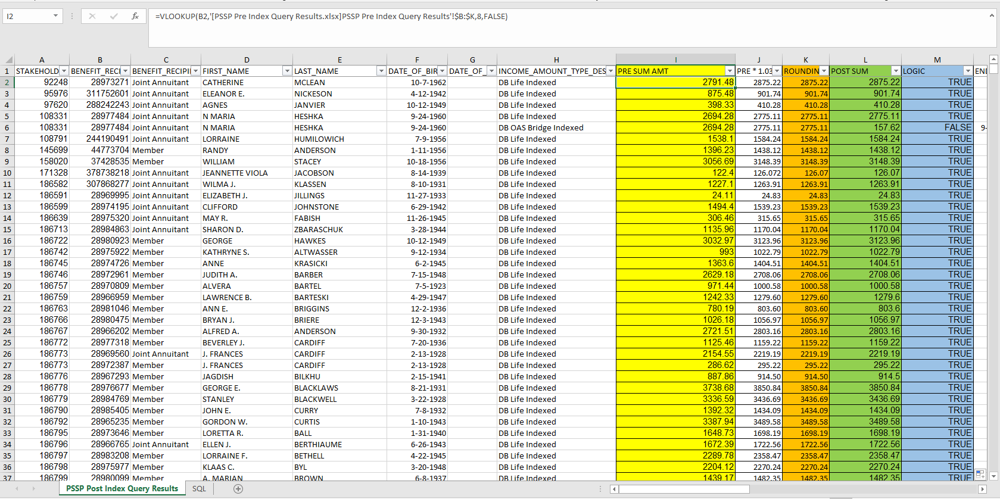 I2 =VLOOKUP(B2,'[PSSP Pre Index Query Results.xlsx]PSSP Pre Index Query Results'!$B:$K,8,FALSE)
A B C D E F G H I J K L M
1 STAKEHOLD BENEFIT_RECI BENEFIT_RECIPII FIRST_NAME LAST_NAME DATE_OF_BIR DATE_OF_ INCOME_AMOUNT_TYPE_DES PRE SUM AMT PRE * 1.03 ROUNDIN POST SUM LOGIC
2 92248 28973271 Joint Annuitant CATHERINE MCLEAN 10-7-1962 DB Life Indexed 2791.48 2875.22 2875.22 2875.22 TRUE
3 95976 311752601 Joint Annuitant ELEANOR E. NICKESON 4-12-1942 DB Life Indexed 875.48 901.74 901.74 901.74 TRUE
4 97620 288242243 Joint Annuitant AGNES JANVIER 10-12-1949 DB Life Indexed 398.33 410.28 410.28 410.28 TRUE
5 108331 28977484 Joint Annuitant N MARIA HESHKA 9-24-1960 DB Life Indexed 2694.28 2775.11 2775.11 2775.11 TRUE
6 108331 28977484 Joint Annuitant N MARIA HESHKA 9-24-1960 DB OAS Bridge Indexed 2694.28 2775.11 2775.11 157.62 FALSE 9-
7 108791 244190491 Joint Annuitant LORRAINE HUMILOWICH 7-9-1956 DB Life Indexed 1538.1 1584.24 1584.24 1584.24 TRUE
8 145699 44773704 Member RANDY ANDERSON 1-11-1956 DB Life Indexed 1396.23 1438.12 1438.12 1438.12 TRUE
9 158020 37428535 Member WILLIAM STACEY 10-18-1956 DB Life Indexed 3056.69 3148.39 3148.39 3148.39 TRUE
10 171328 378738218 Joint Annuitant JEANNETTE VIOLA JACOBSON 8-14-1939 DB Life Indexed 122.4 126.072 126.07 126.07 TRUE
11 186582 307868277 Joint Annuitant WILMA J. KLASSEN 8-10-1931 DB Life Indexed 1227.1 1263.91 1263.91 1263.91 TRUE
12 186591 28969995 Joint Annuitant ELIZABETH J. JILLINGS 11-27-1933 DB Life Indexed 24.11 24.83 24.83 24.83 TRUE
13 186599 28974195 Joint Annuitant CLIFFORD JOHNSTONE 6-29-1942 DB Life Indexed 1494.4 1539.23 1539.23 1539.23 TRUE
14 186639 28975320 Joint Annuitant MAY R. FABISH 11-26-1945 DB Life Indexed 306.46 315.65 315.65 315.65 TRUE
15 186713 28984863 Joint Annuitant SHARON D. ZBARASCHUK 3-28-1944 DB Life Indexed 1135.96 1170.04 1170.04 1170.04 TRUE
16 186722 28980923 Member GEORGE HAWKES 10-12-1949 DB Life Indexed 3032.97 3123.96 3123.96 3123.96 TRUE
17 186742 28975922 Member KATHRYNE S. ALTWASSER 9-12-1934 DB Life Indexed 993 1022.79 1022.79 1022.79 TRUE
18 186745 28974726 Member ANNE KRASICKI 6-2-1945 DB Life Indexed 1363.6 1404.51 1404.51 1404.51 TRUE
19 186746 28972961 Member JUDITH A. BARBER 7-15-1948 DB Life Indexed 2629.18 2708.06 2708.06 2708.06 TRUE
20 186757 28970809 Member ALVERA BARTEL 7-5-1923 DB Life Indexed 971.44 1000.58 1000.58 1000.58 TRUE
21 186759 28966959 Member LAWRENCE B. BARTESKI 4-29-1947 DB Life Indexed 1242.33 1279.60 1279.60 1279.6 TRUE
22 186763 28981046 Member ANN E. BRIGGINS 12-2-1936 DB Life Indexed 780.19 803.60 803.60 803.6 TRUE
23 186766 28980475 Member BRYAN J. BRIERE 12-3-1943 DB Life Indexed 1026.18 1056.97 1056.97 1056.97 TRUE
24 186767 28966202 Member ALFRED A. ANDERSON 9-30-1932 DB Life Indexed 2721.51 2803.16 2803.16 2803.16 TRUE
25 186772 28977318 Member BEVERLEY J. CARDIFF 7-20-1936 DB Life Indexed 1125.46 1159.22 1159.22 1159.22 TRUE
26 186773 28969560 Joint Annuitant J. FRANCES CARDIFF 2-13-1928 DB Life Indexed 2154.55 2219.19 2219.19 2219.19 TRUE
27 186773 28972387 Member J. FRANCES CARDIFF 2-13-1928 DB Life Indexed 286.62 295.22 295.22 295.22 TRUE
28 186776 28967293 Member JAGDISH BILKHU 2-15-1941 DB Life Indexed 887.86 914.50 914.50 914.5 TRUE
29 186778 28976677 Member GEORGE E. BLACKLAWS 8-21-1931 DB Life Indexed 3738.68 3850.84 3850.84 3850.84 TRUE
30 186779 28984769 Member STANLEY BLACKWELL 3-22-1928 DB Life Indexed 3336.59 3436.69 3436.69 3436.69 TRUE
31 186790 28985405 Member JOHN E. CURRY 7-8-1932 DB Life Indexed 1392.32 1434.09 1434.09 1434.09 TRUE
32 186792 28965235 Member GORDON W. CURTIS 1-10-1943 DB Life Indexed 3387.94 3489.58 3489.58 3489.58 TRUE
33 186795 28973646 Member LORETTA R. BALL 1-31-1940 DB Life Indexed 1648.73 1698.19 1698.19 1698.19 TRUE
34 186796 28966765 Joint Annuitant ELLEN J. BERTHIAUME 6-26-1943 DB Life Indexed 1672.39 1722.56 1722.56 1722.56 TRUE
35 186797 28983208 Member LORRAINE F. BETHELL 4-22-1945 DB Life Indexed 2289.78 2358.47 2358.47 2358.47 TRUE
36 186798 28975977 Member KLAAS C. BYL 3-20-1948 DB Life Indexed 2204.12 2270.24 2270.24 2270.24 TRUE
37 186799 28980099 Member A. MARIAN BROWN 6-8-1937 DB Life Indexed 1439.17 1482.35 1482.35 1482.35 TRUE
PSSP Post Index Query Results SQL